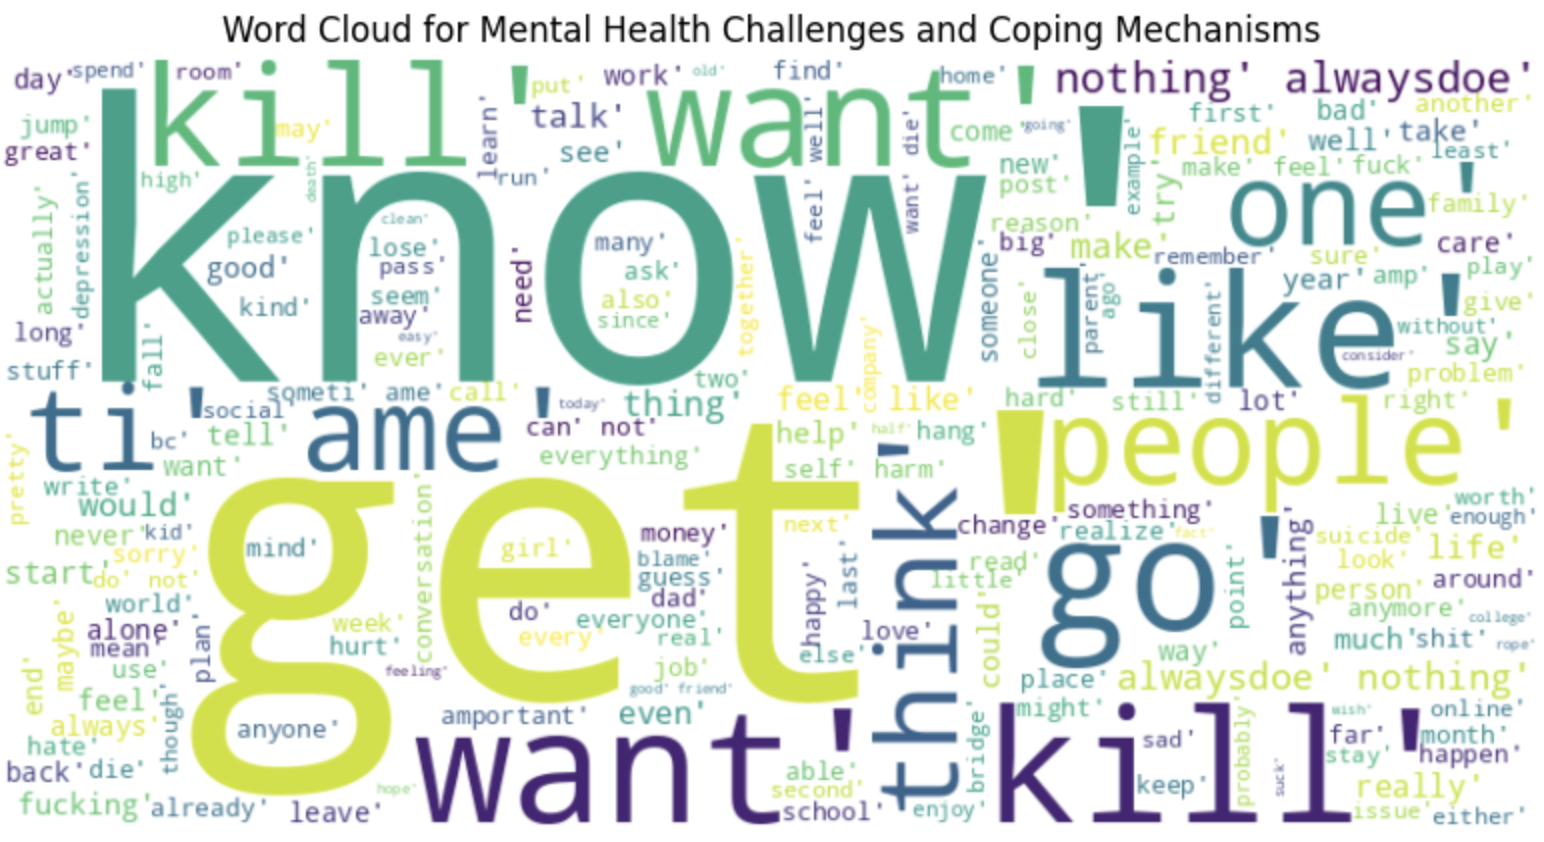 Word Cloud for Mental Health Challenges and Coping Mechanisms
day' spend' room' put' work' old' find' home' nothing' alwaysdoe'
kill' want'
jump' may' learn' talk' well' die' come' 'going' first' bad' another'
great' see' example' friend' well' take' least'
high' death' 'run' new' post' try' make' feel' fuck'
know' one'
actually' depression' clean' feel' want' reason' family'
please' lose' many' together' big' make' sure' care'
good' pass' need' ask' someone' remember' year' amp' play'
kind' seem' also' close' parent' ago' different' give'
long' away' since' like' without' say'
easy' consider'
stuff' fall' ever' two' company' problem'
someti' ame' call' thing' feel' like' hard' still' lot' right'
ti' ame' social' today' can' not' help' half' hang' people'
bc' tell' everything' self' harm'
pretty' want' write' would' conversation' something' worth'
never' kid' money' next' change' realize' fact' live' enough'
get' think' go'
sorry' mind' girl' blame' read' suicide' look' life'
start' do' not' guess' last' little' point' anything' person' around'
world' do' dad' happy' anymore' college'
alone' week' everyone' love' could' much' shit' rope'
mean' plan' hurt' every' real' else' way'
maybe' use' feeling' job' place' alwaysdoe' nothing'
end' feel' good' friend' might' wish' online'
always' though' anyone' amportant' even' far' month'
want' kill'
hate' bridge' sad' probably' stay' happen'
back' die' hope' able' keep' suck' really'
fucking' already' leave' second' school' enjoy' issue' either'